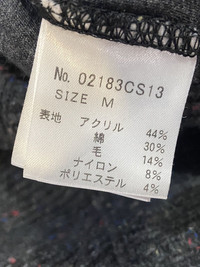 No. 02183CS13
SIZE M
表地 アクリル 44%
綿 30%
毛 14%
ナイロン 8%
ポリエステル 4%